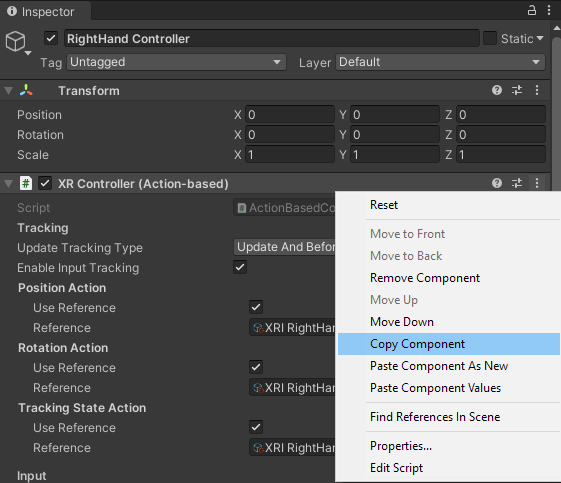 Inspector
RightHand Controller
Static
Tag Untagged Layer Default
Transform
Position X 0 Y 0 Z 0
Rotation X 0 Y 0 Z 0
Scale X 1 Y 1 Z 1
XR Controller (Action-based)
Script ActionBasedCo
Tracking
Update Tracking Type Update And Befor
Enable Input Tracking
Position Action
Use Reference
Reference XRI RightHan
Rotation Action
Use Reference
Reference XRI RightHan
Tracking State Action
Use Reference
Reference XRI RightHan
Input
Reset
Move to Front
Move to Back
Remove Component
Move Up
Move Down
Copy Component
Paste Component As New
Paste Component Values
Find References In Scene
Properties...
Edit Script